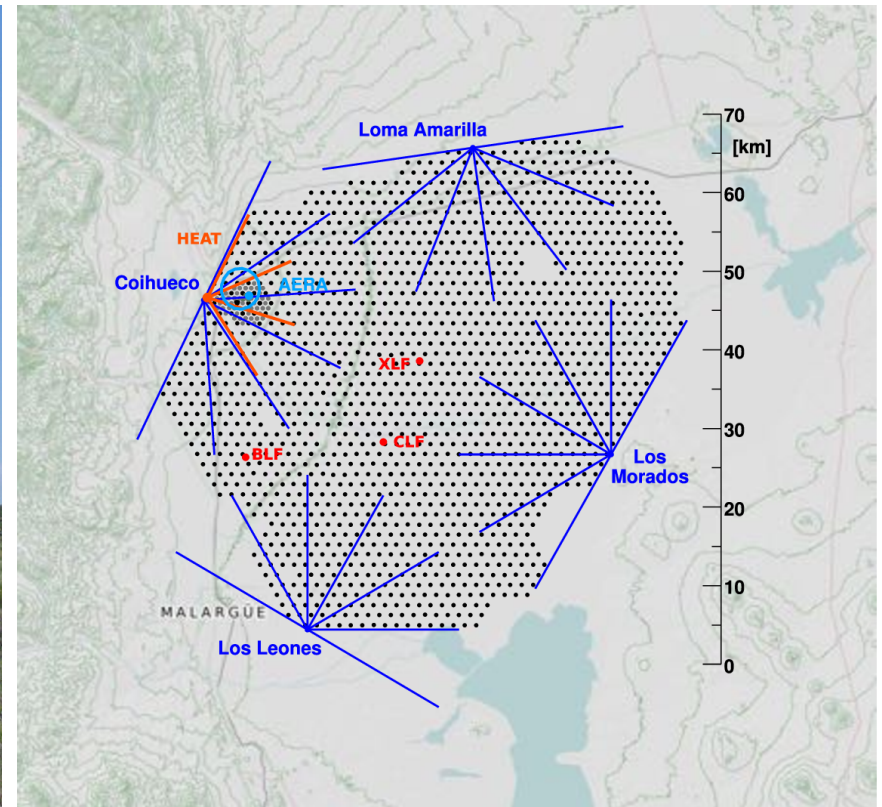 Loma Amarilla
70
[km]
60
HEAT
50
Coihueco
AERA
40
XLF
30
BLF
CLF
Los
Morados
20
10
MALARGÜE
Los Leones
0